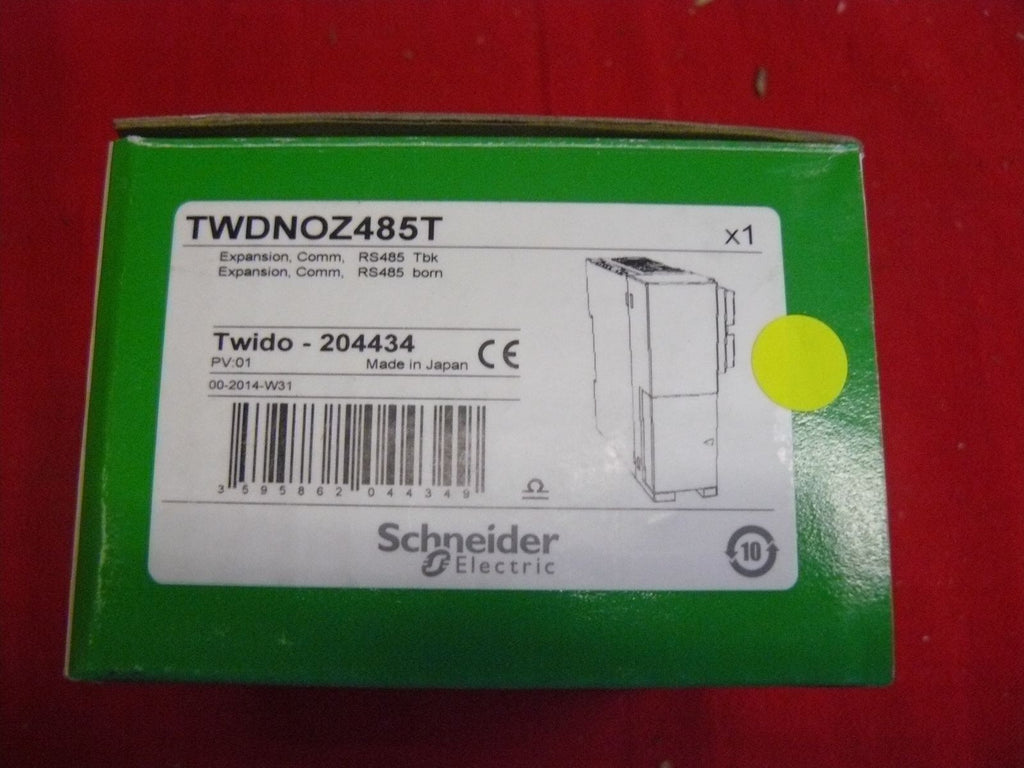 TWDNOZ485T
x1
Expansion, Comm, RS485 Tbk
Expansion, Comm, RS485 born
Twido - 204434
PV:01 Made in Japan CE
00-2014-W31
3 595862 044349
Schneider
Electric
10